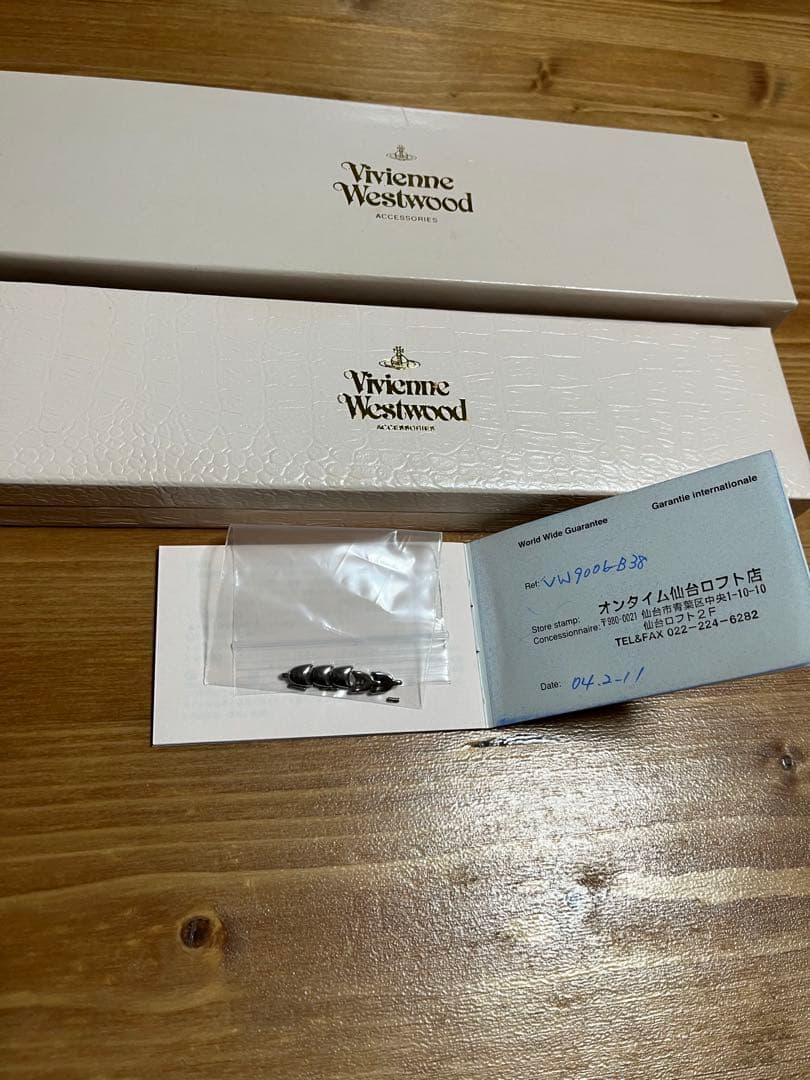 Vivienne
Westwood
ACCESSORIES
Vivienne
Westwood
ACCESSORIES
World Wide Guarantee
Garantie internationale
Ref: VW9006-B38
オンタイム仙台ロフト店
Store stamp:
Concessionnaire:
〒980-0021 仙台市青葉区中央1-10-10
仙台ロフト2F
TEL&FAX 022-224-6282
Date: 04.2-11